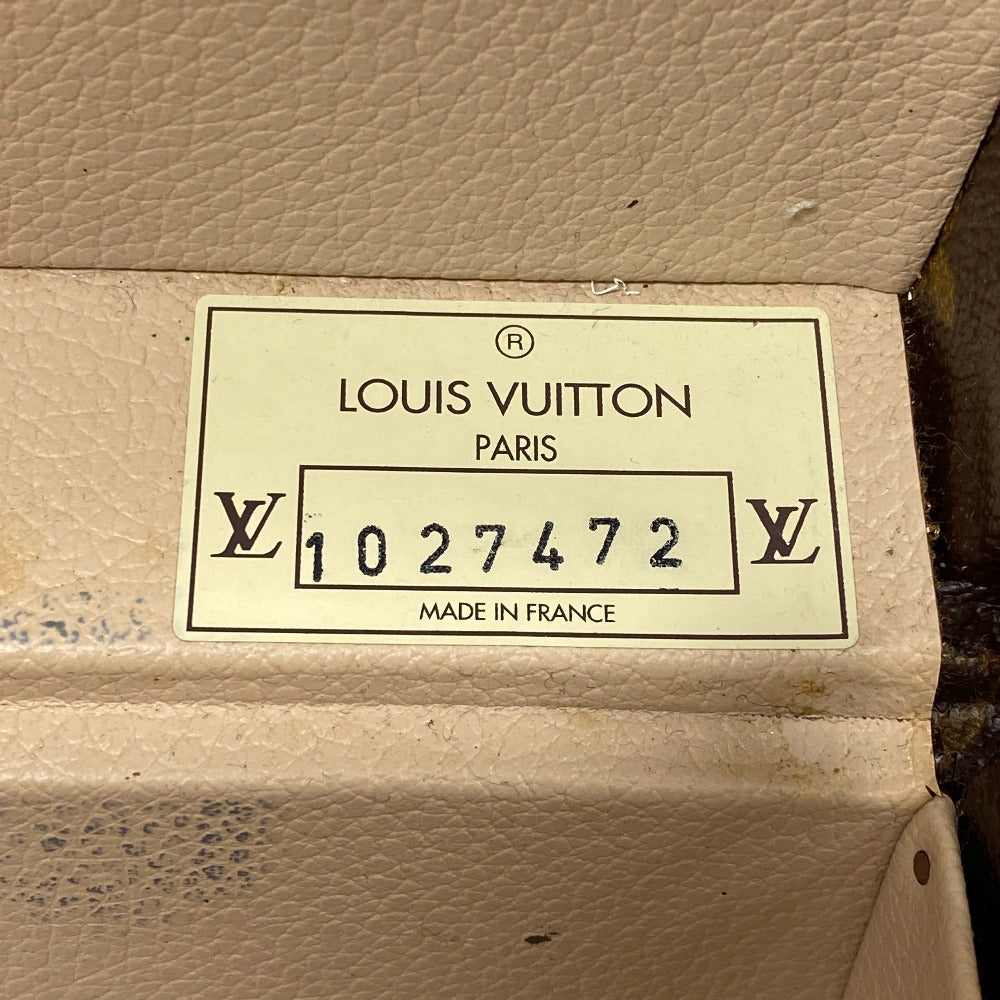 ®
LOUIS VUITTON
PARIS
LV 1027472 LV
MADE IN FRANCE